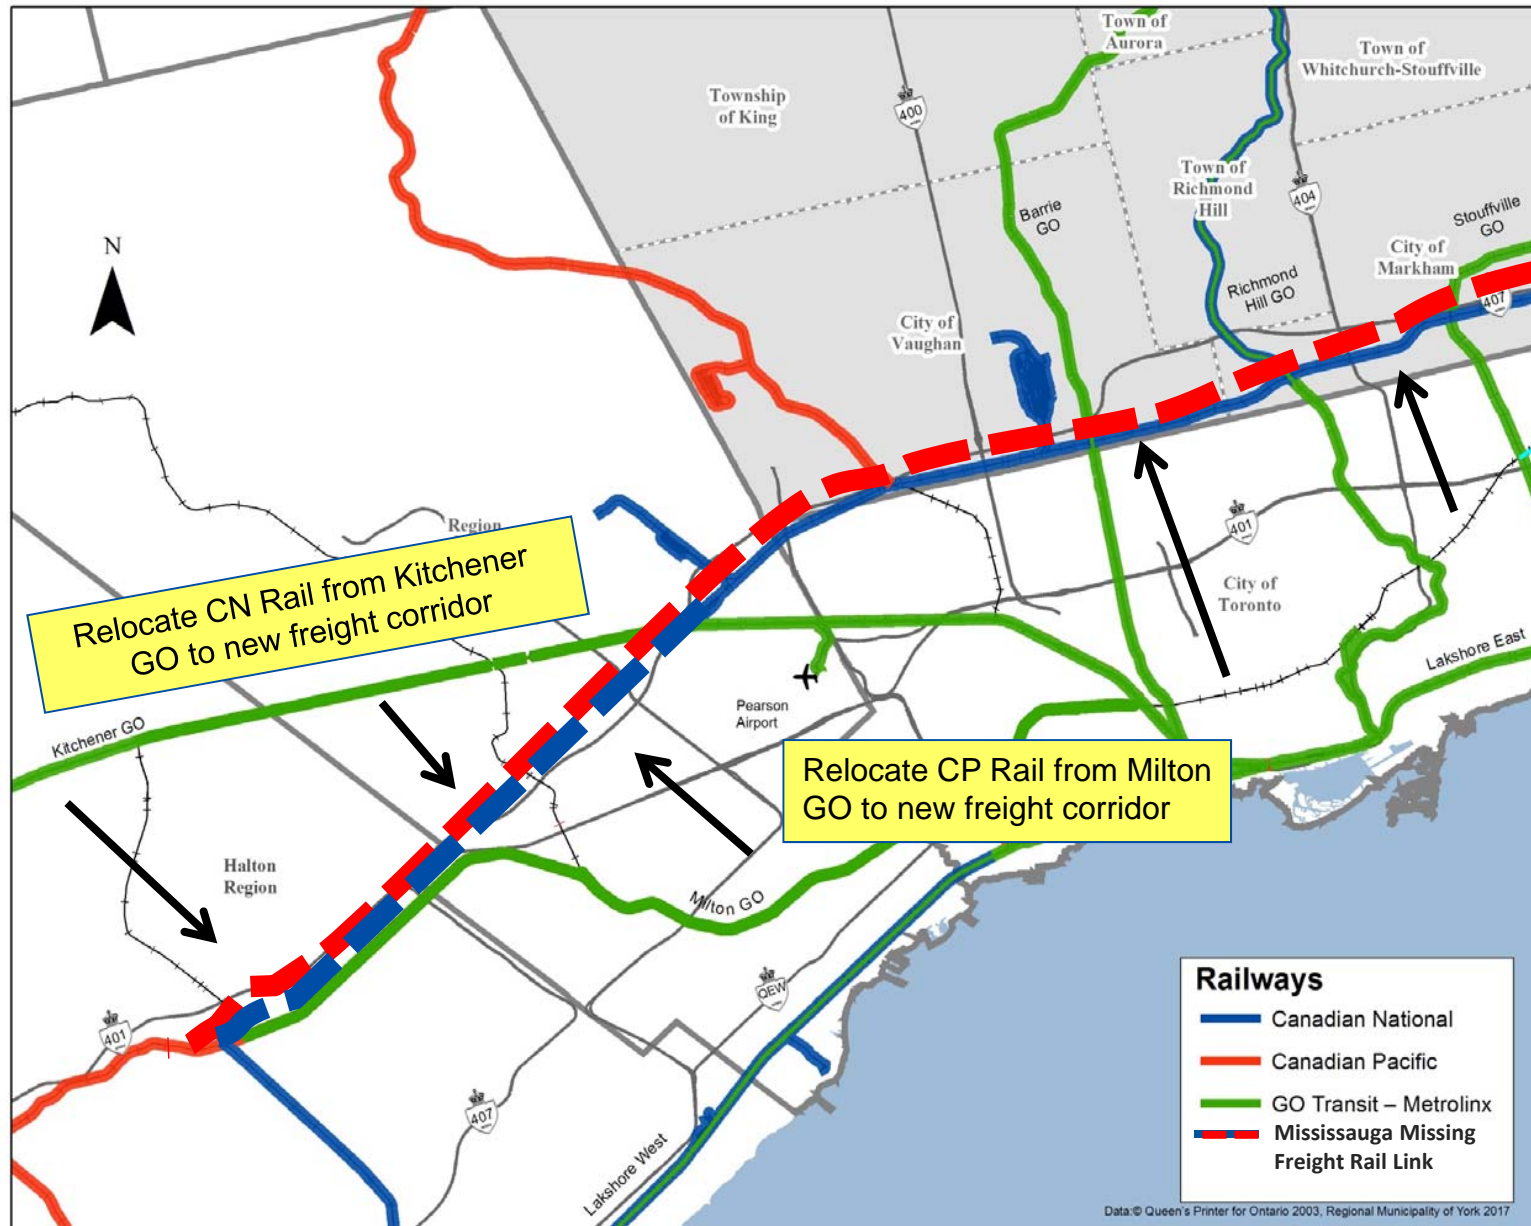 Town of
Aurora
Town of
Whitchurch-Stouffville
Township
of King
400
Town of
Richmond
Hill
404
Barrie
GO
Stouffville
GO
City of
Markham
N
Richmond
Hill GO
407
City of
Vaughan
Region
401
Relocate CN Rail from Kitchener
GO to new freight corridor
City of
Toronto
Lakshore East
Pearson
Airport
Kitchener GO
Relocate CP Rail from Milton
GO to new freight corridor
Halton
Region
Milton GO
QEW
401
407
Lakshore West
Railways
Canadian National
Canadian Pacific
GO Transit – Metrolinx
Mississauga Missing
Freight Rail Link
Data:© Queen's Printer for Ontario 2003, Regional Municipality of York 2017